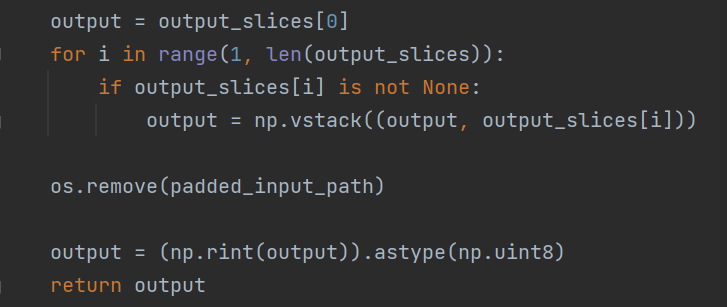 output = output_slices[0]
for i in range(1, len(output_slices)):
    if output_slices[i] is not None:
        output = np.vstack((output, output_slices[i]))
os.remove(padded_input_path)
output = (np.rint(output)).astype(np.uint8)
return output